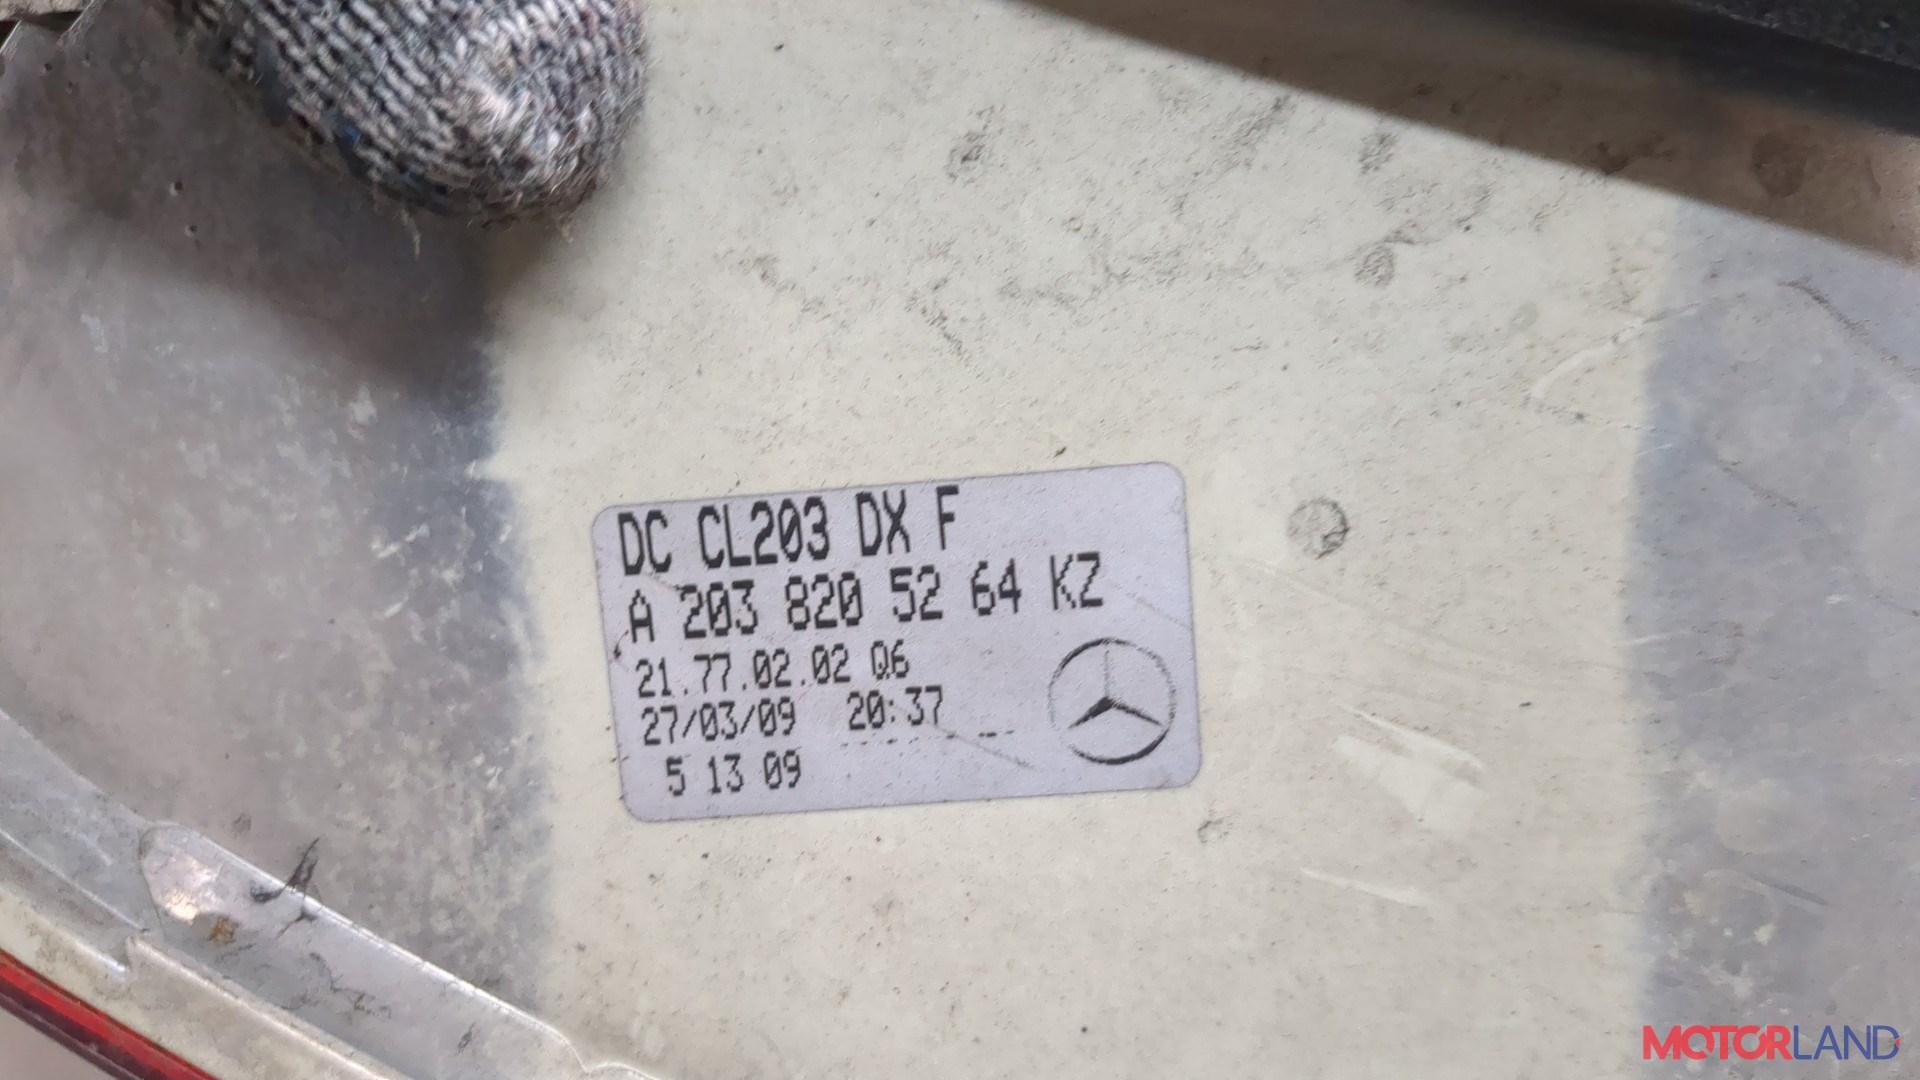 DC CL203 DX F
A 203 820 52 64 KZ
21.77.02.02 Q6
27/03/09 20:37
5 13 09
MOTORLAND